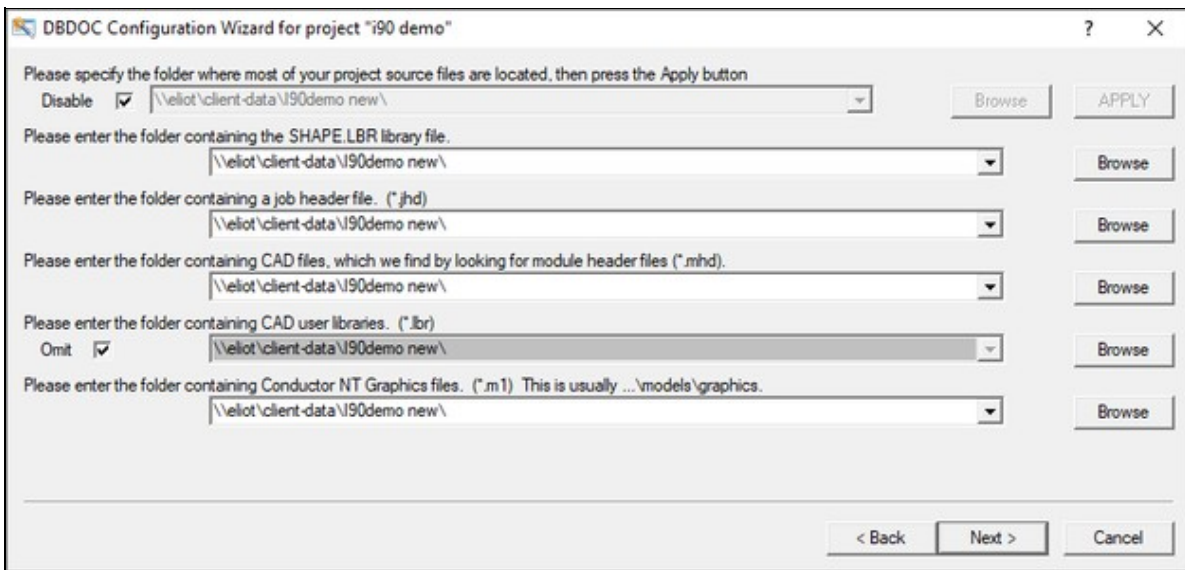 DBDOC Configuration Wizard for project "i90 demo" ? ×
Please specify the folder where most of your project source files are located, then press the Apply button
Disable \\eliot\client-data\I90demo new\ Browse APPLY
Please enter the folder containing the SHAPE.LBR library file.
\\eliot\client-data\I90demo new\ Browse
Please enter the folder containing a job header file. (*.jhd)
\\eliot\client-data\I90demo new\ Browse
Please enter the folder containing CAD files, which we find by looking for module header files (*.mhd).
\\eliot\client-data\I90demo new\ Browse
Please enter the folder containing CAD user libraries. (*.lbr)
Omit \\eliot\client-data\I90demo new\ Browse
Please enter the folder containing Conductor NT Graphics files. (*.m1) This is usually ...\models\graphics.
\\eliot\client-data\I90demo new\ Browse
< Back Next > Cancel